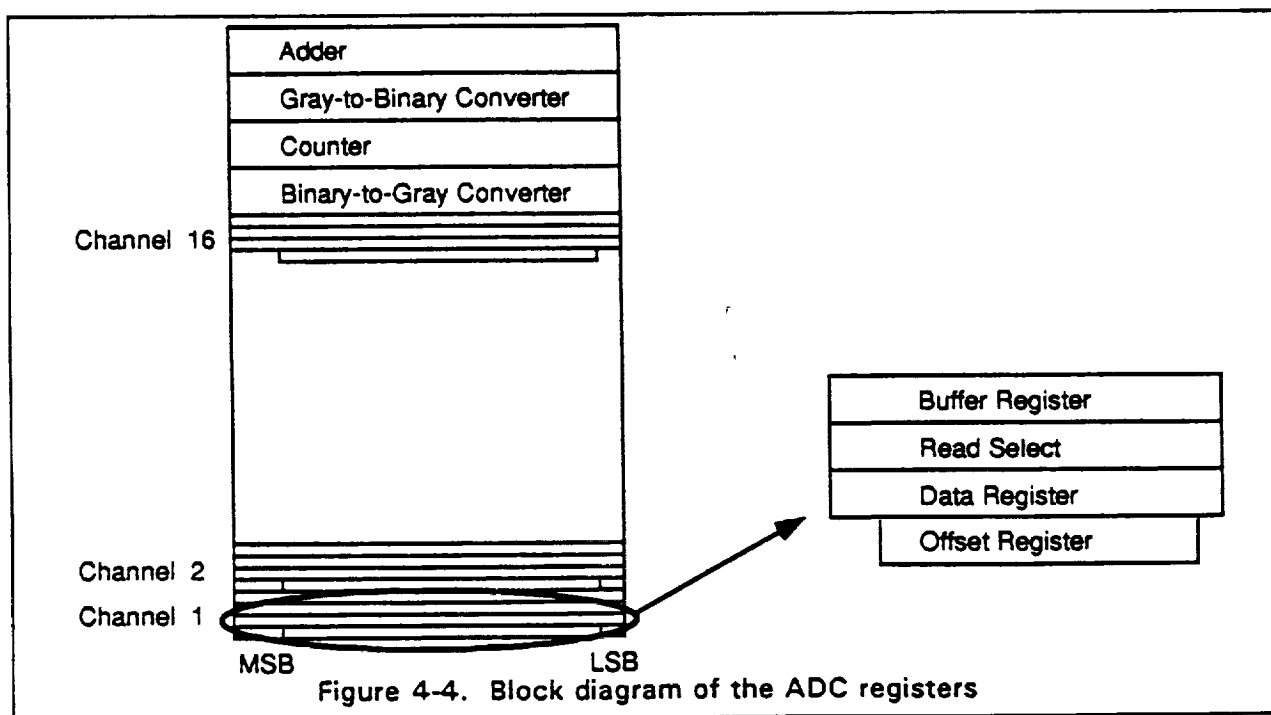 Adder
Gray-to-Binary Converter
Counter
Binary-to-Gray Converter
Channel 16
Buffer Register
Read Select
Data Register
Offset Register
Channel 2
Channel 1
MSB
LSB
Figure 4-4. Block diagram of the ADC registers